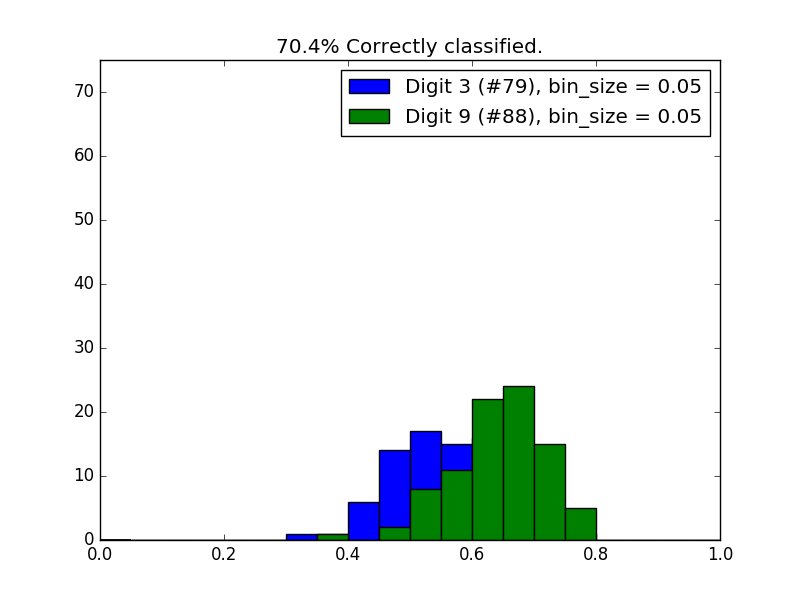 70.4% Correctly classified.
Digit 3 (#79), bin_size = 0.05
Digit 9 (#88), bin_size = 0.05
70
60
50
40
30
20
10
0
0.0 0.2 0.4 0.6 0.8 1.0